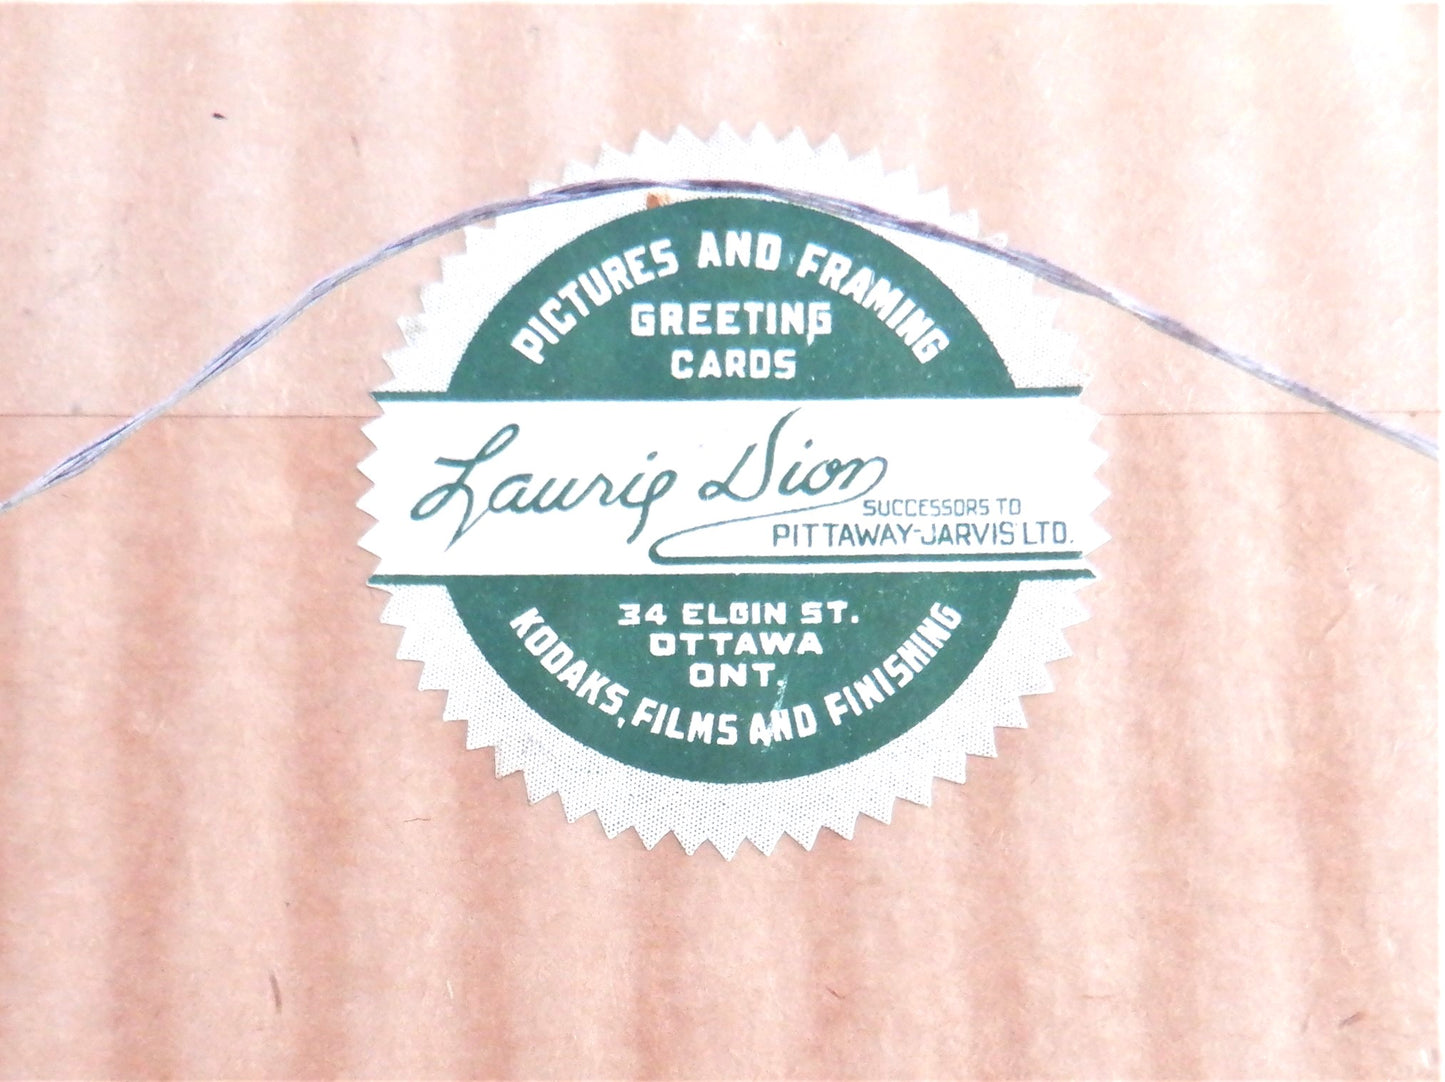 PICTURES AND FRAMING
GREETING
CARDS
Laurie Dion
SUCCESSORS TO
PITTAWAY-JARVIS LTD.
34 ELGIN ST.
OTTAWA
ONT.
KODAKS, FILMS AND FINISHING